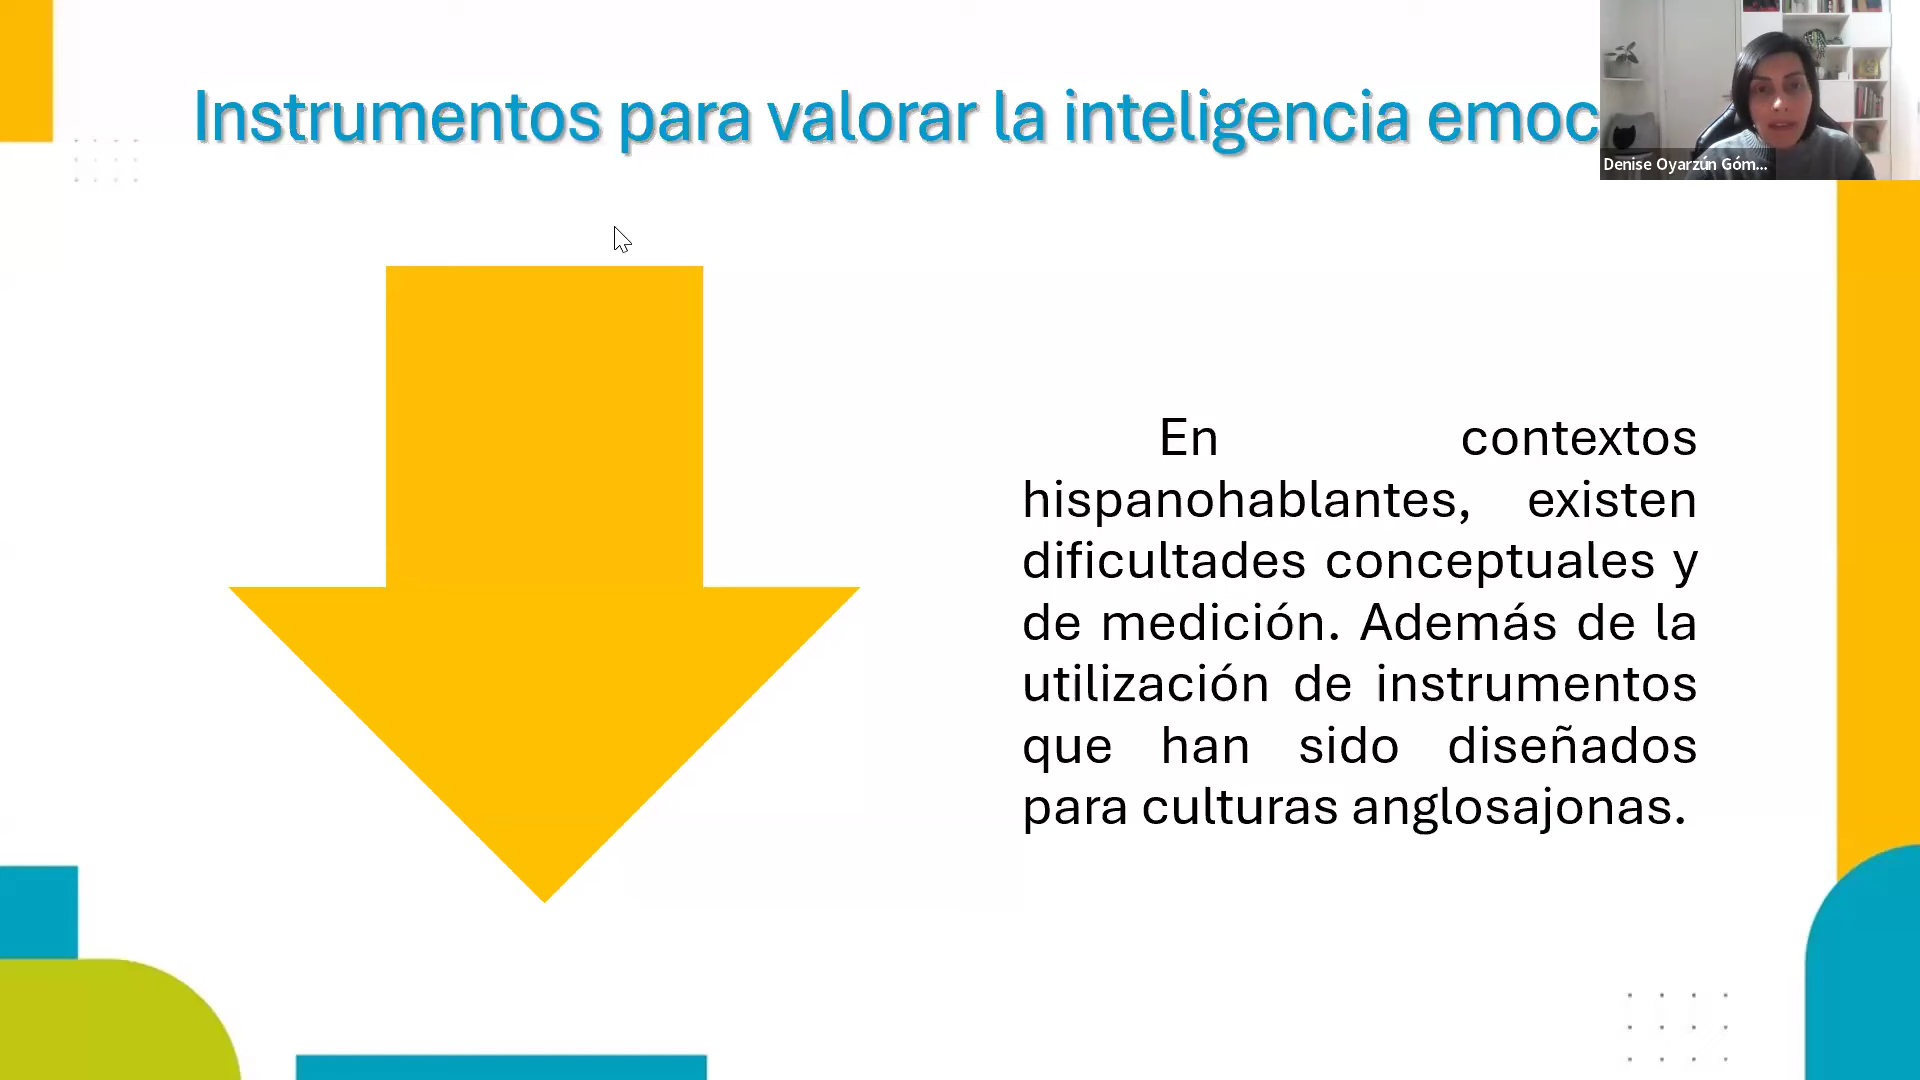 Instrumentos para valorar la inteligencia emoc
Denise Oyarzún Góm...
En contextos
hispanohablantes, existen
dificultades conceptuales y
de medición. Además de la
utilización de instrumentos
que han sido diseñados
para culturas anglosajonas.